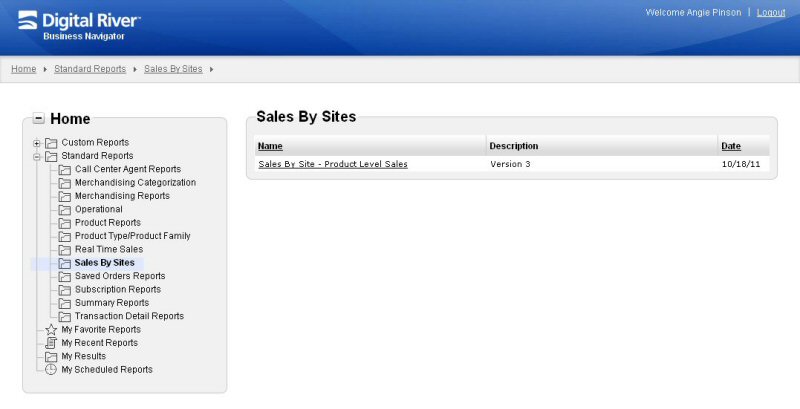 Digital River
Business Navigator
Welcome Angie Pinson | Logout
Home Standard Reports Sales By Sites
Home
Custom Reports
Standard Reports
Call Center Agent Reports
Merchandising Categorization
Merchandising Reports
Operational
Product Reports
Product Type/Product Family
Real Time Sales
Sales By Sites
Saved Orders Reports
Subscription Reports
Summary Reports
Transaction Detail Reports
My Favorite Reports
My Recent Reports
My Results
My Scheduled Reports
Sales By Sites
Name Description Date
Sales By Site - Product Level Sales Version 3 10/18/11